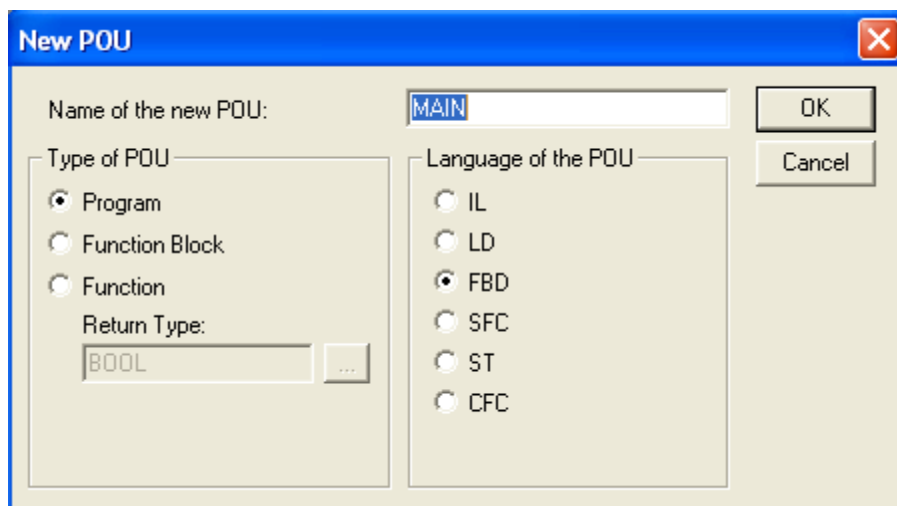 New POU
Name of the new POU:
MAIN
OK
Cancel
Type of POU
Program
Function Block
Function
Return Type:
BOOL
...
Language of the POU
IL
LD
FBD
SFC
ST
CFC